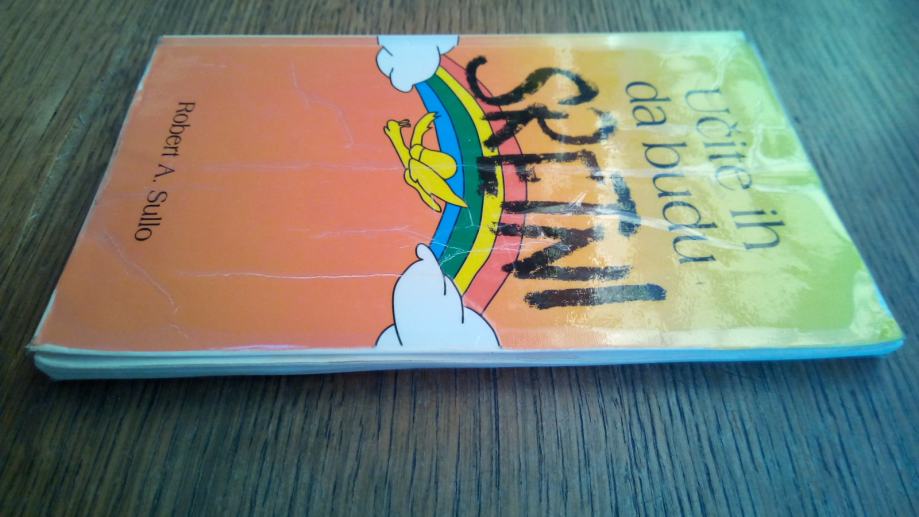 Učite ih
da budu
SRETNI
Robert A. Sullo